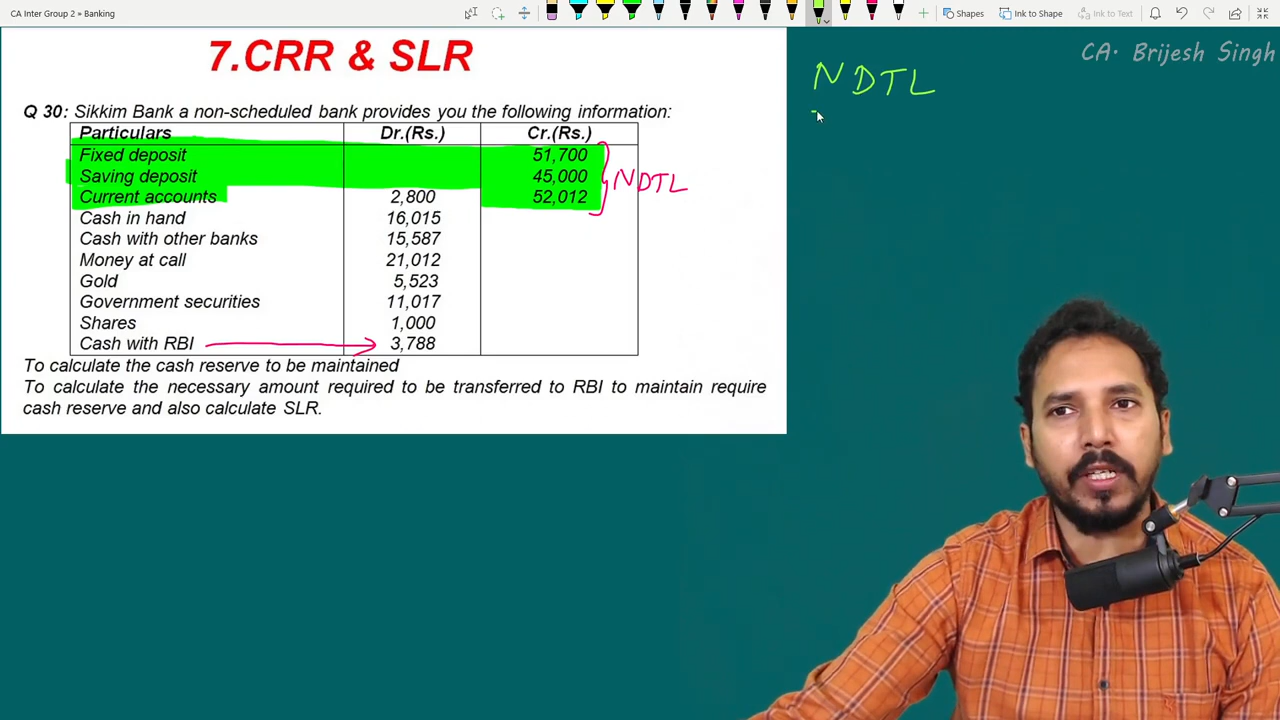 CA Inter Group 2 » Banking
Shapes Ink to Shape Ink to Text
7.CRR & SLR
CA. Brijesh Singh
NDTL
Q 30: Sikkim Bank a non-scheduled bank provides you the following information:
Particulars Dr.(Rs.) Cr.(Rs.)
Fixed deposit 51,700
Saving deposit 45,000
NDTL
Current accounts 2,800 52,012
Cash in hand 16,015
Cash with other banks 15,587
Money at call 21,012
Gold 5,523
Government securities 11,017
Shares 1,000
Cash with RBI 3,788
To calculate the cash reserve to be maintained
To calculate the necessary amount required to be transferred to RBI to maintain require
cash reserve and also calculate SLR.